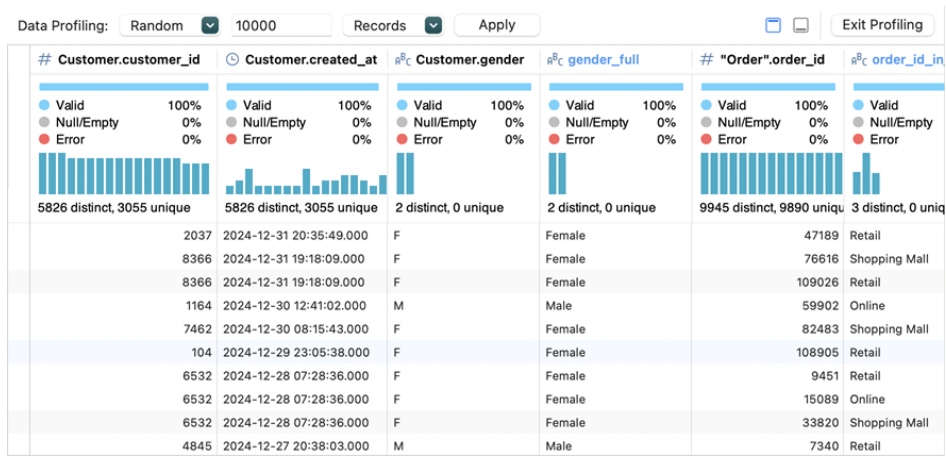 Data Profiling: Random 10000 Records Apply Exit Profiling
# Customer.customer_id Customer.created_at ABC Customer.gender ABC gender_full # "Order".order_id ABC order_id_in
Valid 100% Valid 100% Valid 100% Valid 100% Valid 100% Valid
Null/Empty 0% Null/Empty 0% Null/Empty 0% Null/Empty 0% Null/Empty 0% Null/Empty
Error 0% Error 0% Error 0% Error 0% Error 0% Error
5826 distinct, 3055 unique 5826 distinct, 3055 unique 2 distinct, 0 unique 2 distinct, 0 unique 9945 distinct, 9890 uniqu 3 distinct, 0 uniq
2037 2024-12-31 20:35:49.000 F Female 47189 Retail
8366 2024-12-31 19:18:09.000 F Female 76616 Shopping Mall
8366 2024-12-31 19:18:09.000 F Female 109026 Retail
1164 2024-12-30 12:41:02.000 M Male 59902 Online
7462 2024-12-30 08:15:43.000 F Female 82483 Shopping Mall
104 2024-12-29 23:05:38.000 F Female 108905 Retail
6532 2024-12-28 07:28:36.000 F Female 9451 Retail
6532 2024-12-28 07:28:36.000 F Female 15089 Online
6532 2024-12-28 07:28:36.000 F Female 33820 Shopping Mall
4845 2024-12-27 20:38:03.000 M Male 7340 Retail